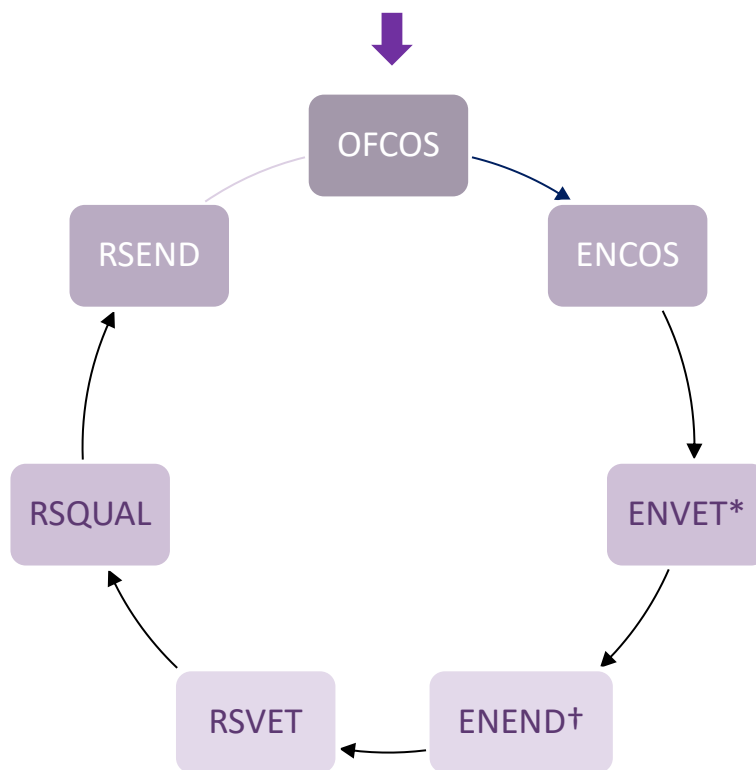 OFCOS
ENCOS
ENVET*
ENEND†
RSVET
RSQUAL
RSEND